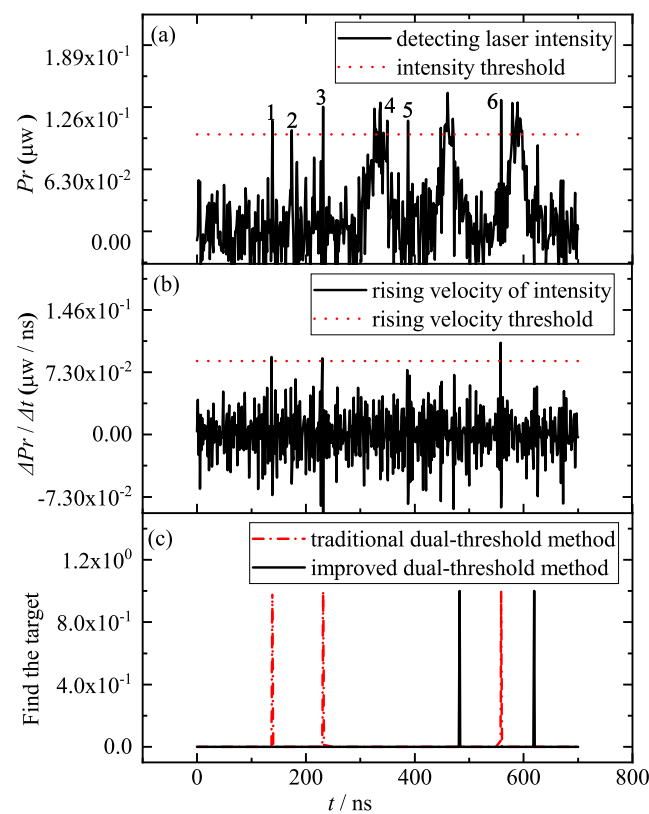 (a)
detecting laser intensity
intensity threshold
1.89x10⁻¹
1.26x10⁻¹
6.30x10⁻²
0.00
Pr (μw)
1 2 3 4 5 6
(b)
rising velocity of intensity
rising velocity threshold
1.46x10⁻¹
7.30x10⁻²
0.00
-7.30x10⁻²
ΔPr / Δt (μw / ns)
(c)
traditional dual-threshold method
improved dual-threshold method
1.2x10⁰
8.0x10⁻¹
4.0x10⁻¹
0.0
Find the target
0 200 400 600 800
t / ns